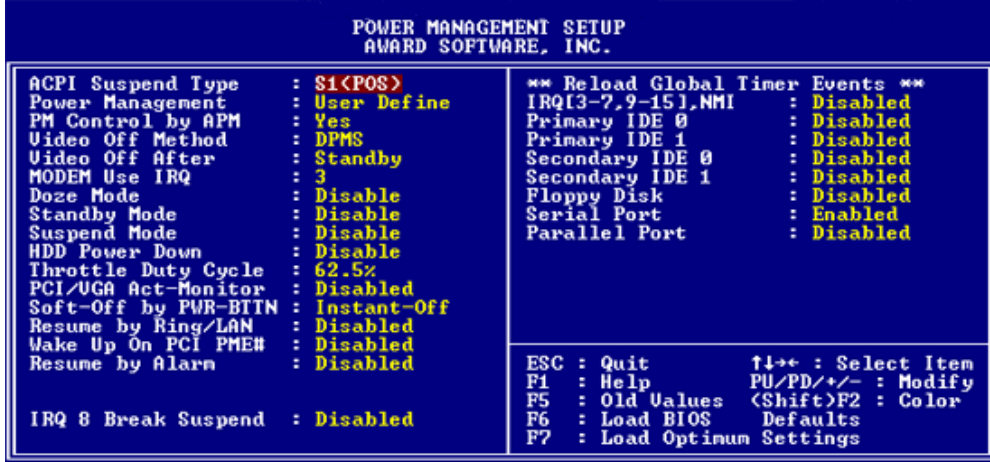 POWER MANAGEMENT SETUP
AWARD SOFTWARE, INC.
ACPI Suspend Type : S1(POS)
Power Management : User Define
PM Control by APM : Yes
Video Off Method : DPMS
Video Off After : Standby
MODEM Use IRQ : 3
Doze Mode : Disable
Standby Mode : Disable
Suspend Mode : Disable
HDD Power Down : Disable
Throttle Duty Cycle : 62.5%
PCI/VGA Act-Monitor : Disabled
Soft-Off by PWR-BTTN : Instant-Off
Resume by Ring/LAN : Disabled
Wake Up On PCI PME# : Disabled
Resume by Alarm : Disabled
IRQ 8 Break Suspend : Disabled
** Reload Global Timer Events **
IRQ[3-7,9-15],NMI : Disabled
Primary IDE 0 : Disabled
Primary IDE 1 : Disabled
Secondary IDE 0 : Disabled
Secondary IDE 1 : Disabled
Floppy Disk : Disabled
Serial Port : Enabled
Parallel Port : Disabled
ESC : Quit ↑↓→← : Select Item
F1 : Help PU/PD/+/- : Modify
F5 : Old Values (Shift)F2 : Color
F6 : Load BIOS Defaults
F7 : Load Optimum Settings